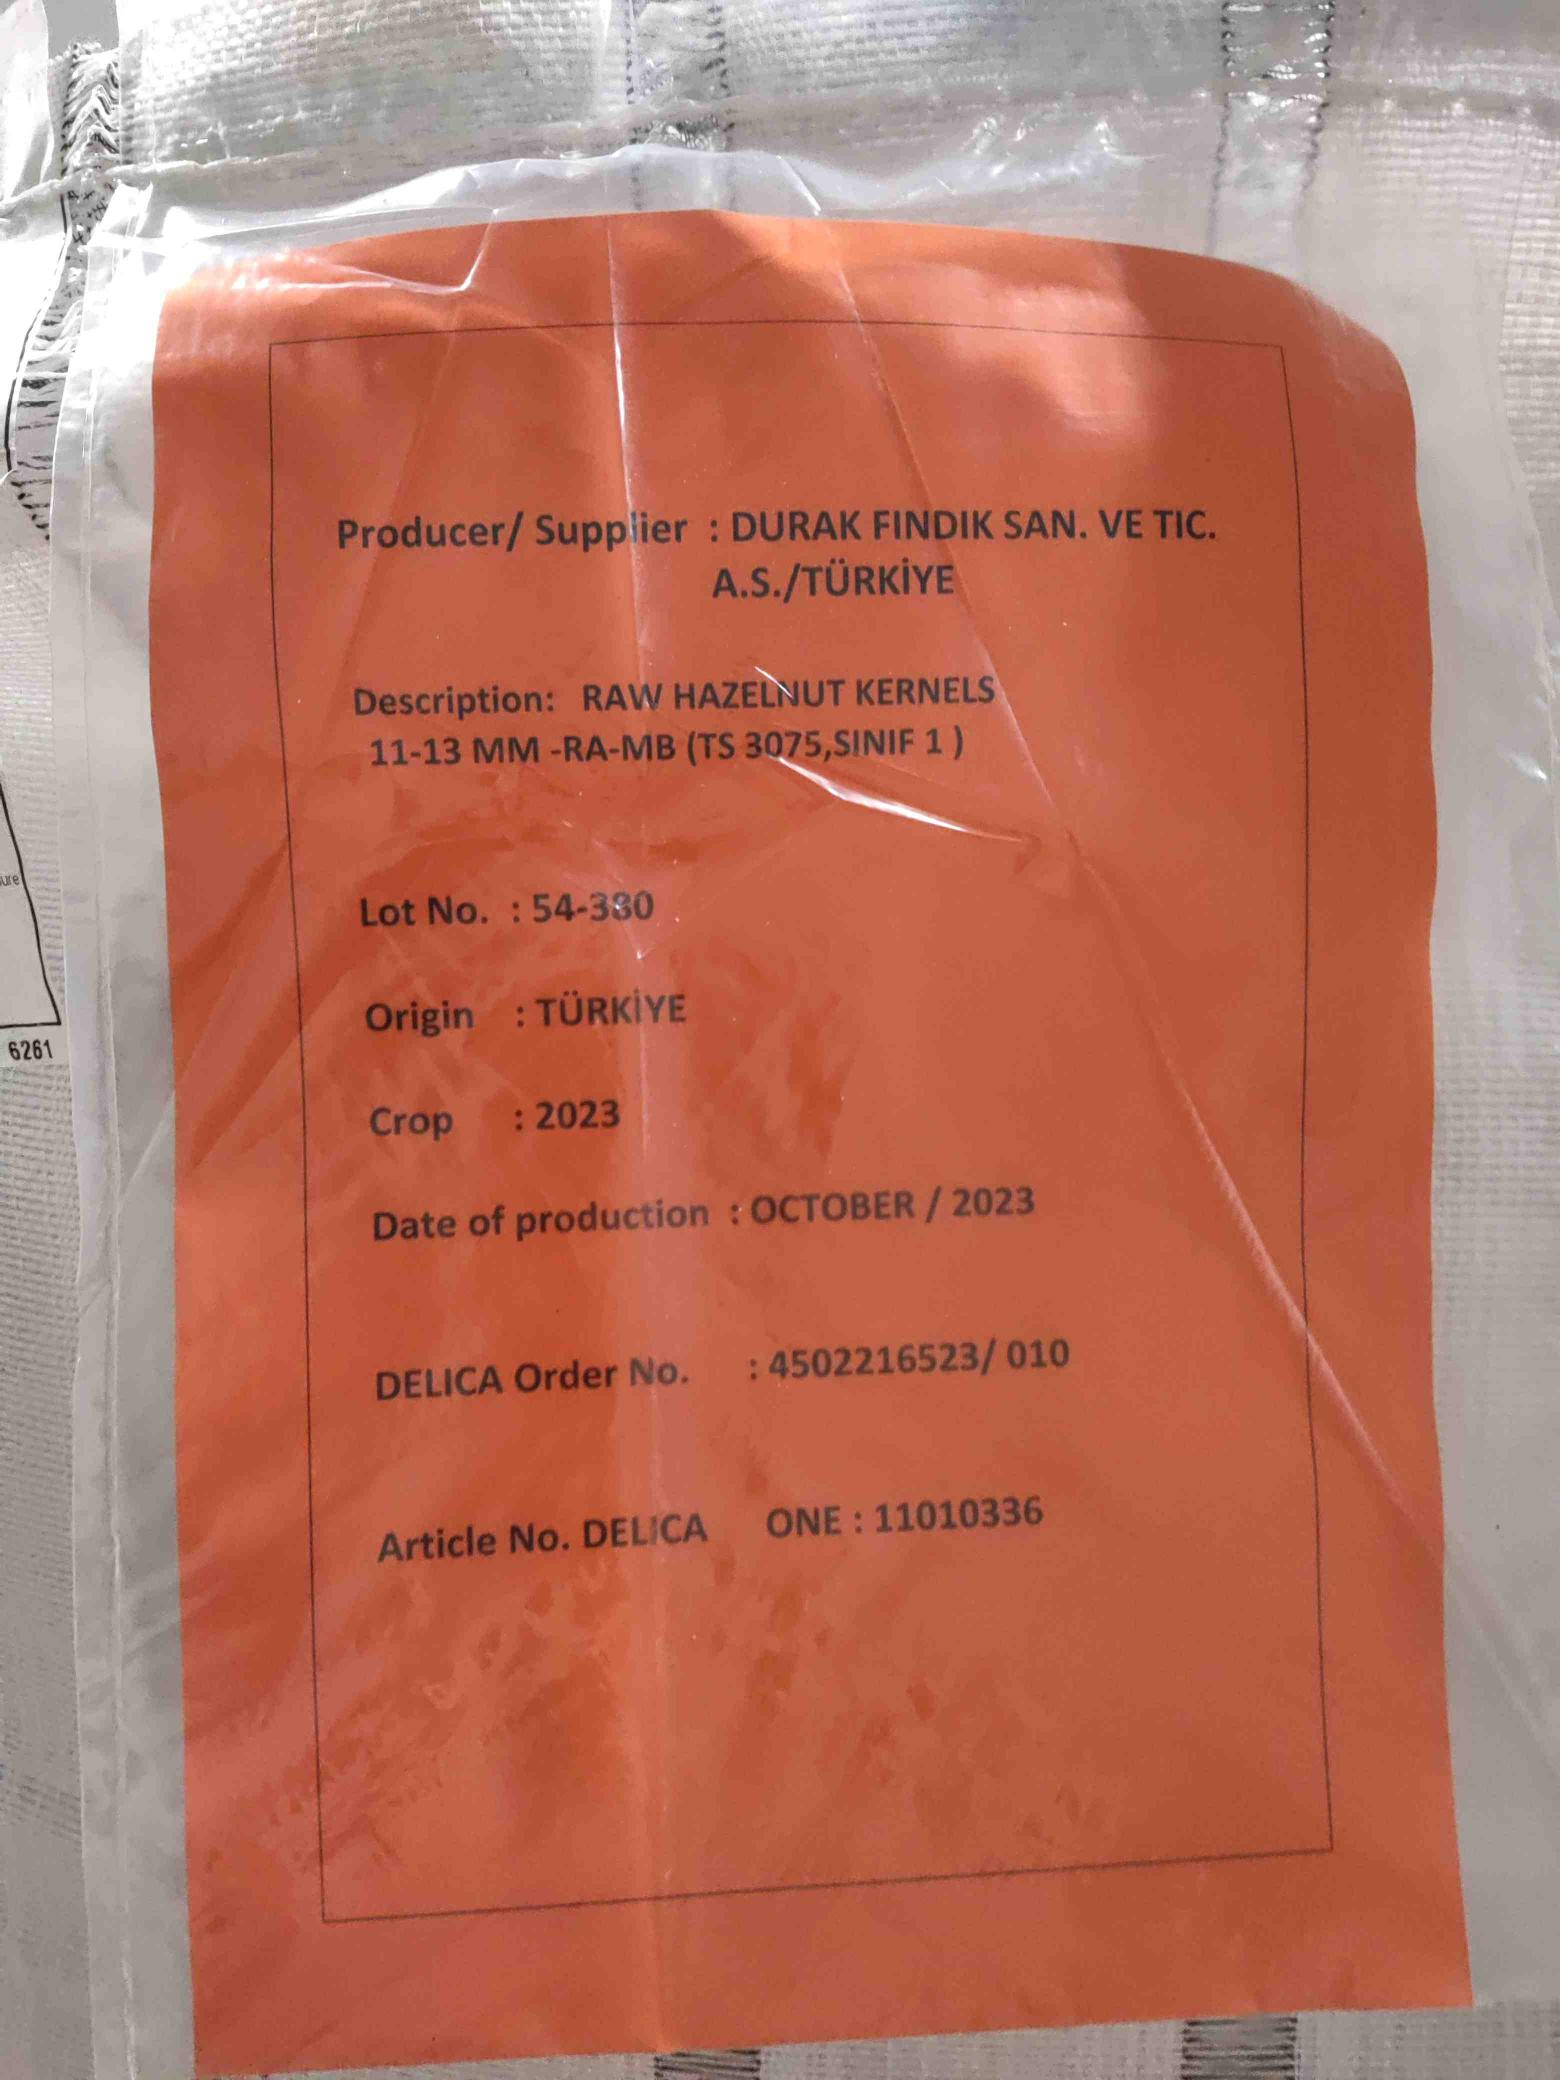 Producer/ Supplier : DURAK FINDIK SAN. VE TIC.
A.S./TÜRKİYE
Description: RAW HAZELNUT KERNELS
11-13 MM -RA-MB (TS 3075,SINIF 1 )
Lot No. : 54-380
Origin : TÜRKİYE
Crop : 2023
Date of production : OCTOBER / 2023
DELICA Order No. : 4502216523/ 010
Article No. DELICA ONE : 11010336
6261